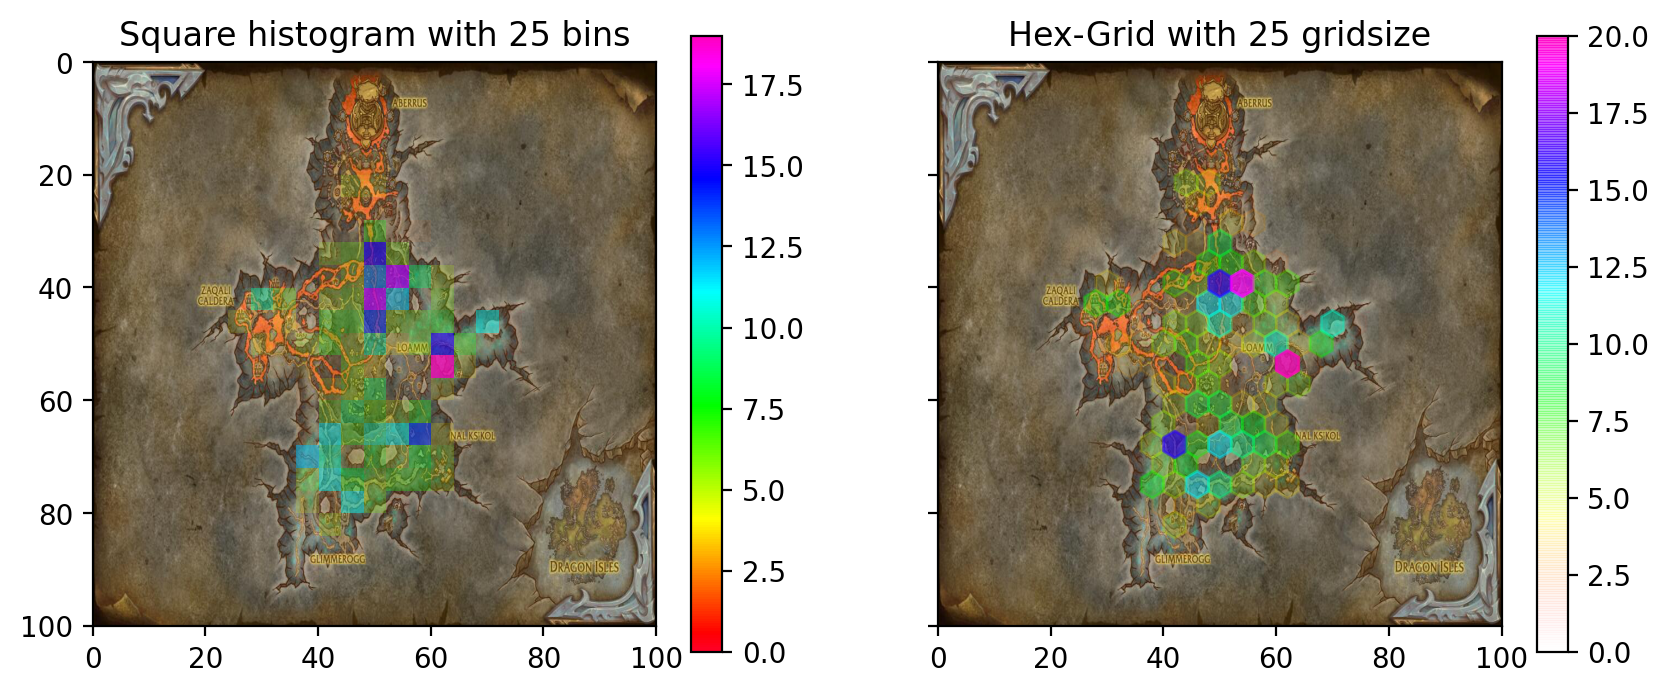 Square histogram with 25 bins
0
20
40
60
80
100
0
20
40
60
80
100
ABERRUS
ZAQALI
CALDERA
LOAMM
NAL KS'KOL
GLIMMEROGG
DRAGON ISLES
17.5
15.0
12.5
10.0
7.5
5.0
2.5
0.0
Hex-Grid with 25 gridsize
0
20
40
60
80
100
ABERRUS
ZAQALI
CALDERA
LOAMM
NAL KS'KOL
GLIMMEROGG
DRAGON ISLES
20.0
17.5
15.0
12.5
10.0
7.5
5.0
2.5
0.0